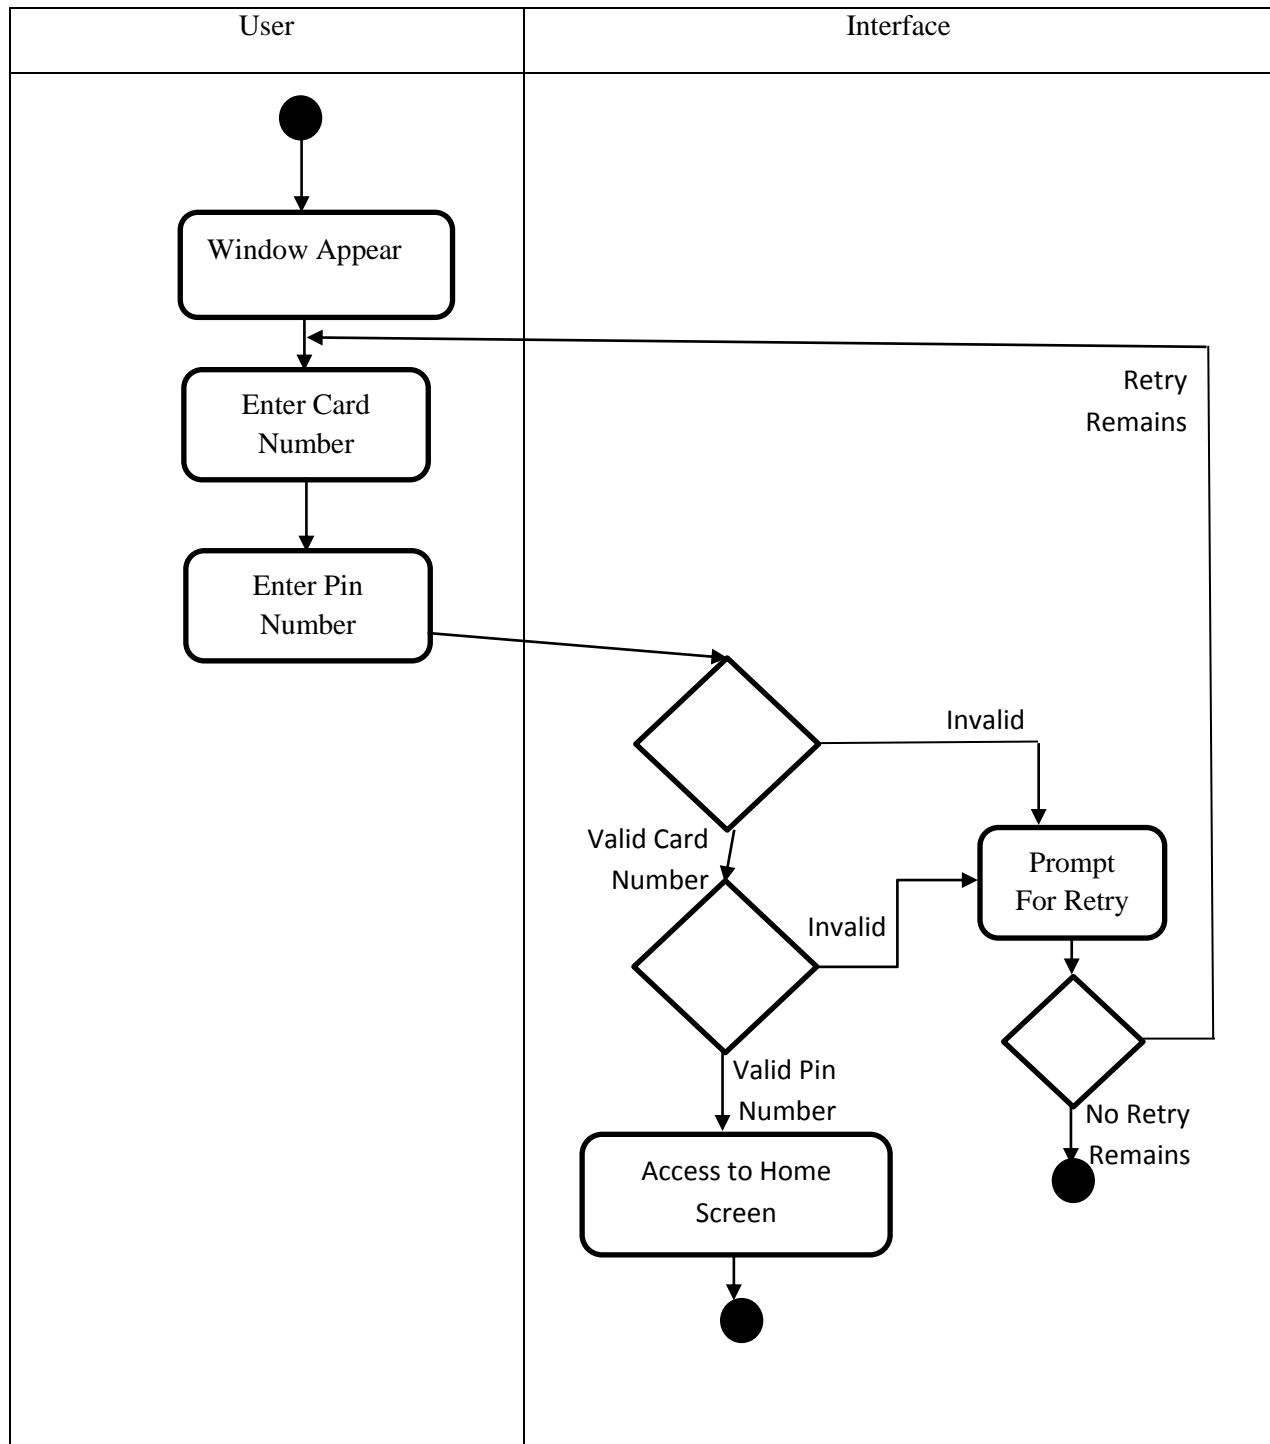 User
Interface
Window Appear
Retry
Remains
Enter Card
Number
Enter Pin
Number
Invalid
Valid Card
Number
Prompt
For Retry
Invalid
Valid Pin
Number
No Retry
Remains
Access to Home
Screen